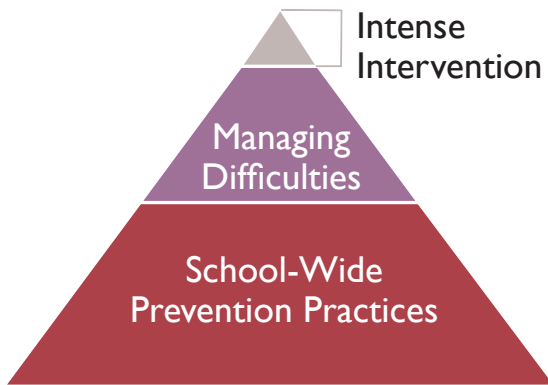 Intense
Intervention
Managing
Difficulties
School-Wide
Prevention Practices